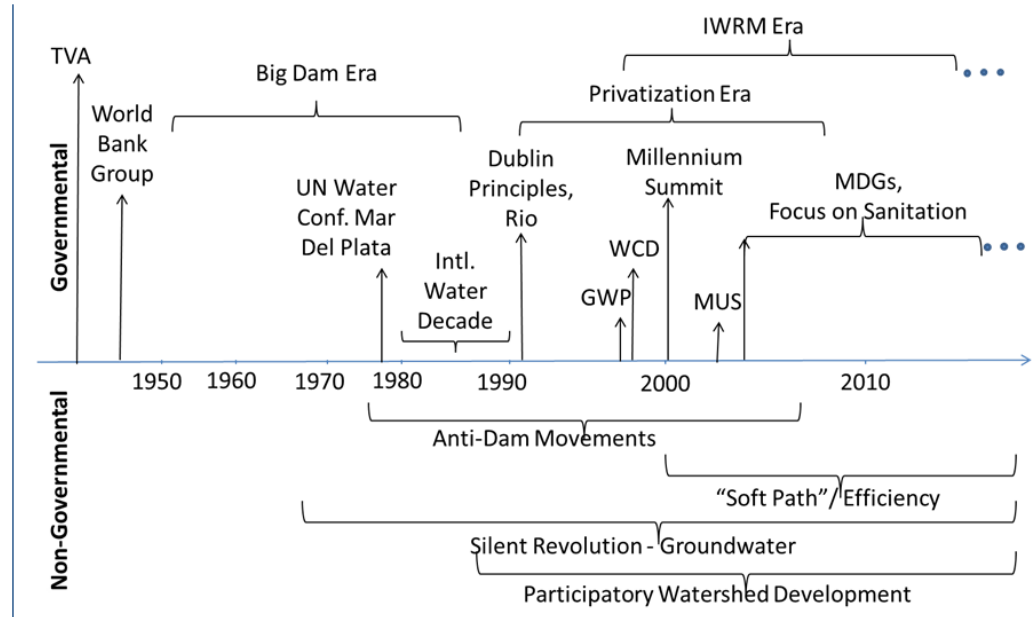 IWRM Era
TVA
Big Dam Era
Privatization Era
World
Bank
Group
Dublin
Principles,
Rio
Millennium
Summit
MDGs,
Focus on Sanitation
UN Water
Conf. Mar
Del Plata
Intl.
Water
Decade
WCD
GWP
MUS
Governmental
1950 1960 1970 1980 1990 2000 2010
Non-Governmental
Anti-Dam Movements
“Soft Path”/ Efficiency
Silent Revolution - Groundwater
Participatory Watershed Development